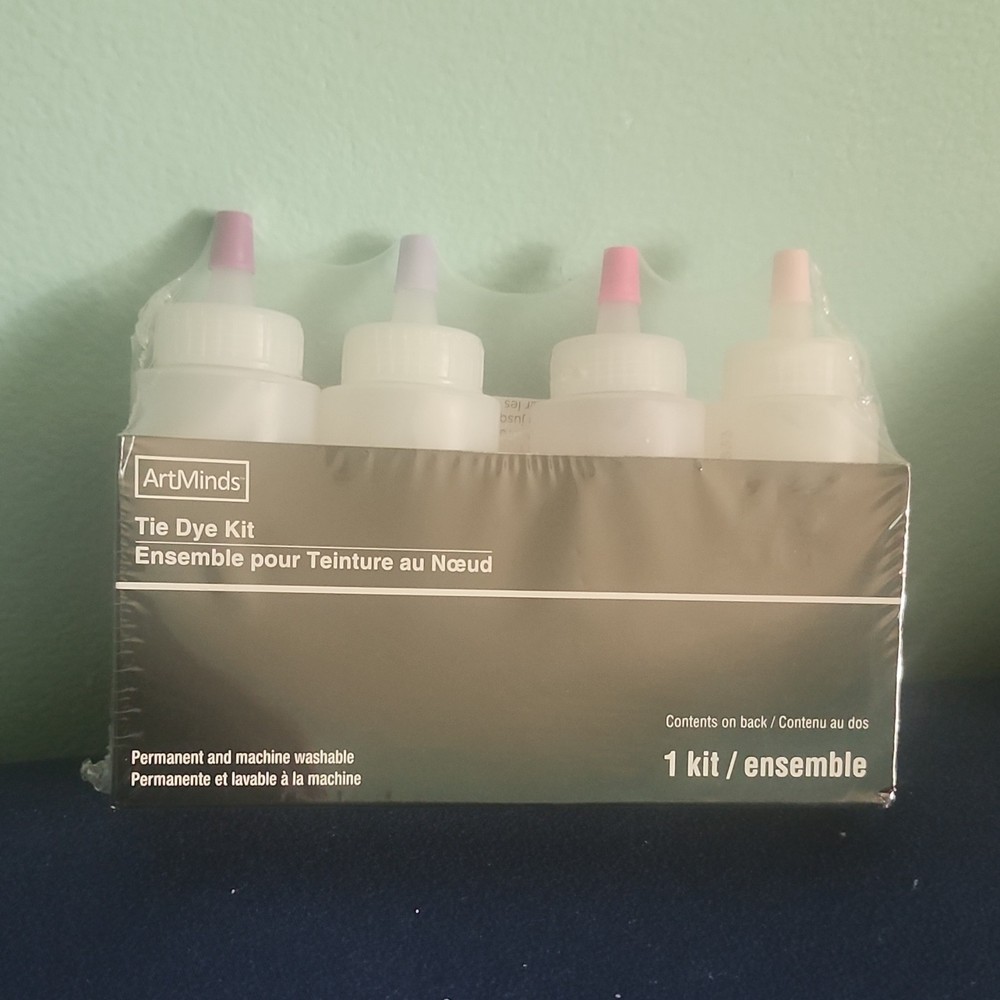 ArtMinds™
Tie Dye Kit
Ensemble pour Teinture au Nœud
Contents on back / Contenu au dos
Permanent and machine washable
Permanente et lavable à la machine
1 kit / ensemble